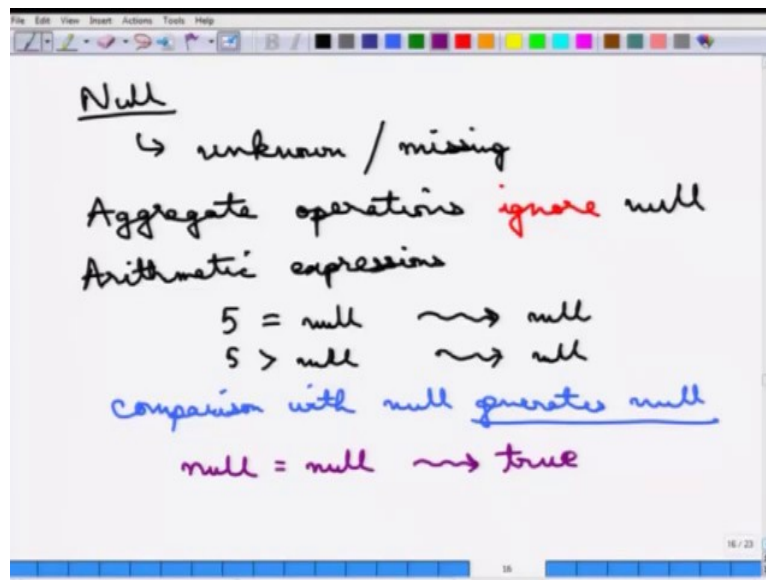 File Edit View Insert Actions Tools Help
Null
↳ unknown / missing
Aggregate operations ignore null
Arithmetic expressions
5 = null ⇝ null
5 > null ⇝ null
comparison with null generates null
null = null ⇝ true
16 / 23
16